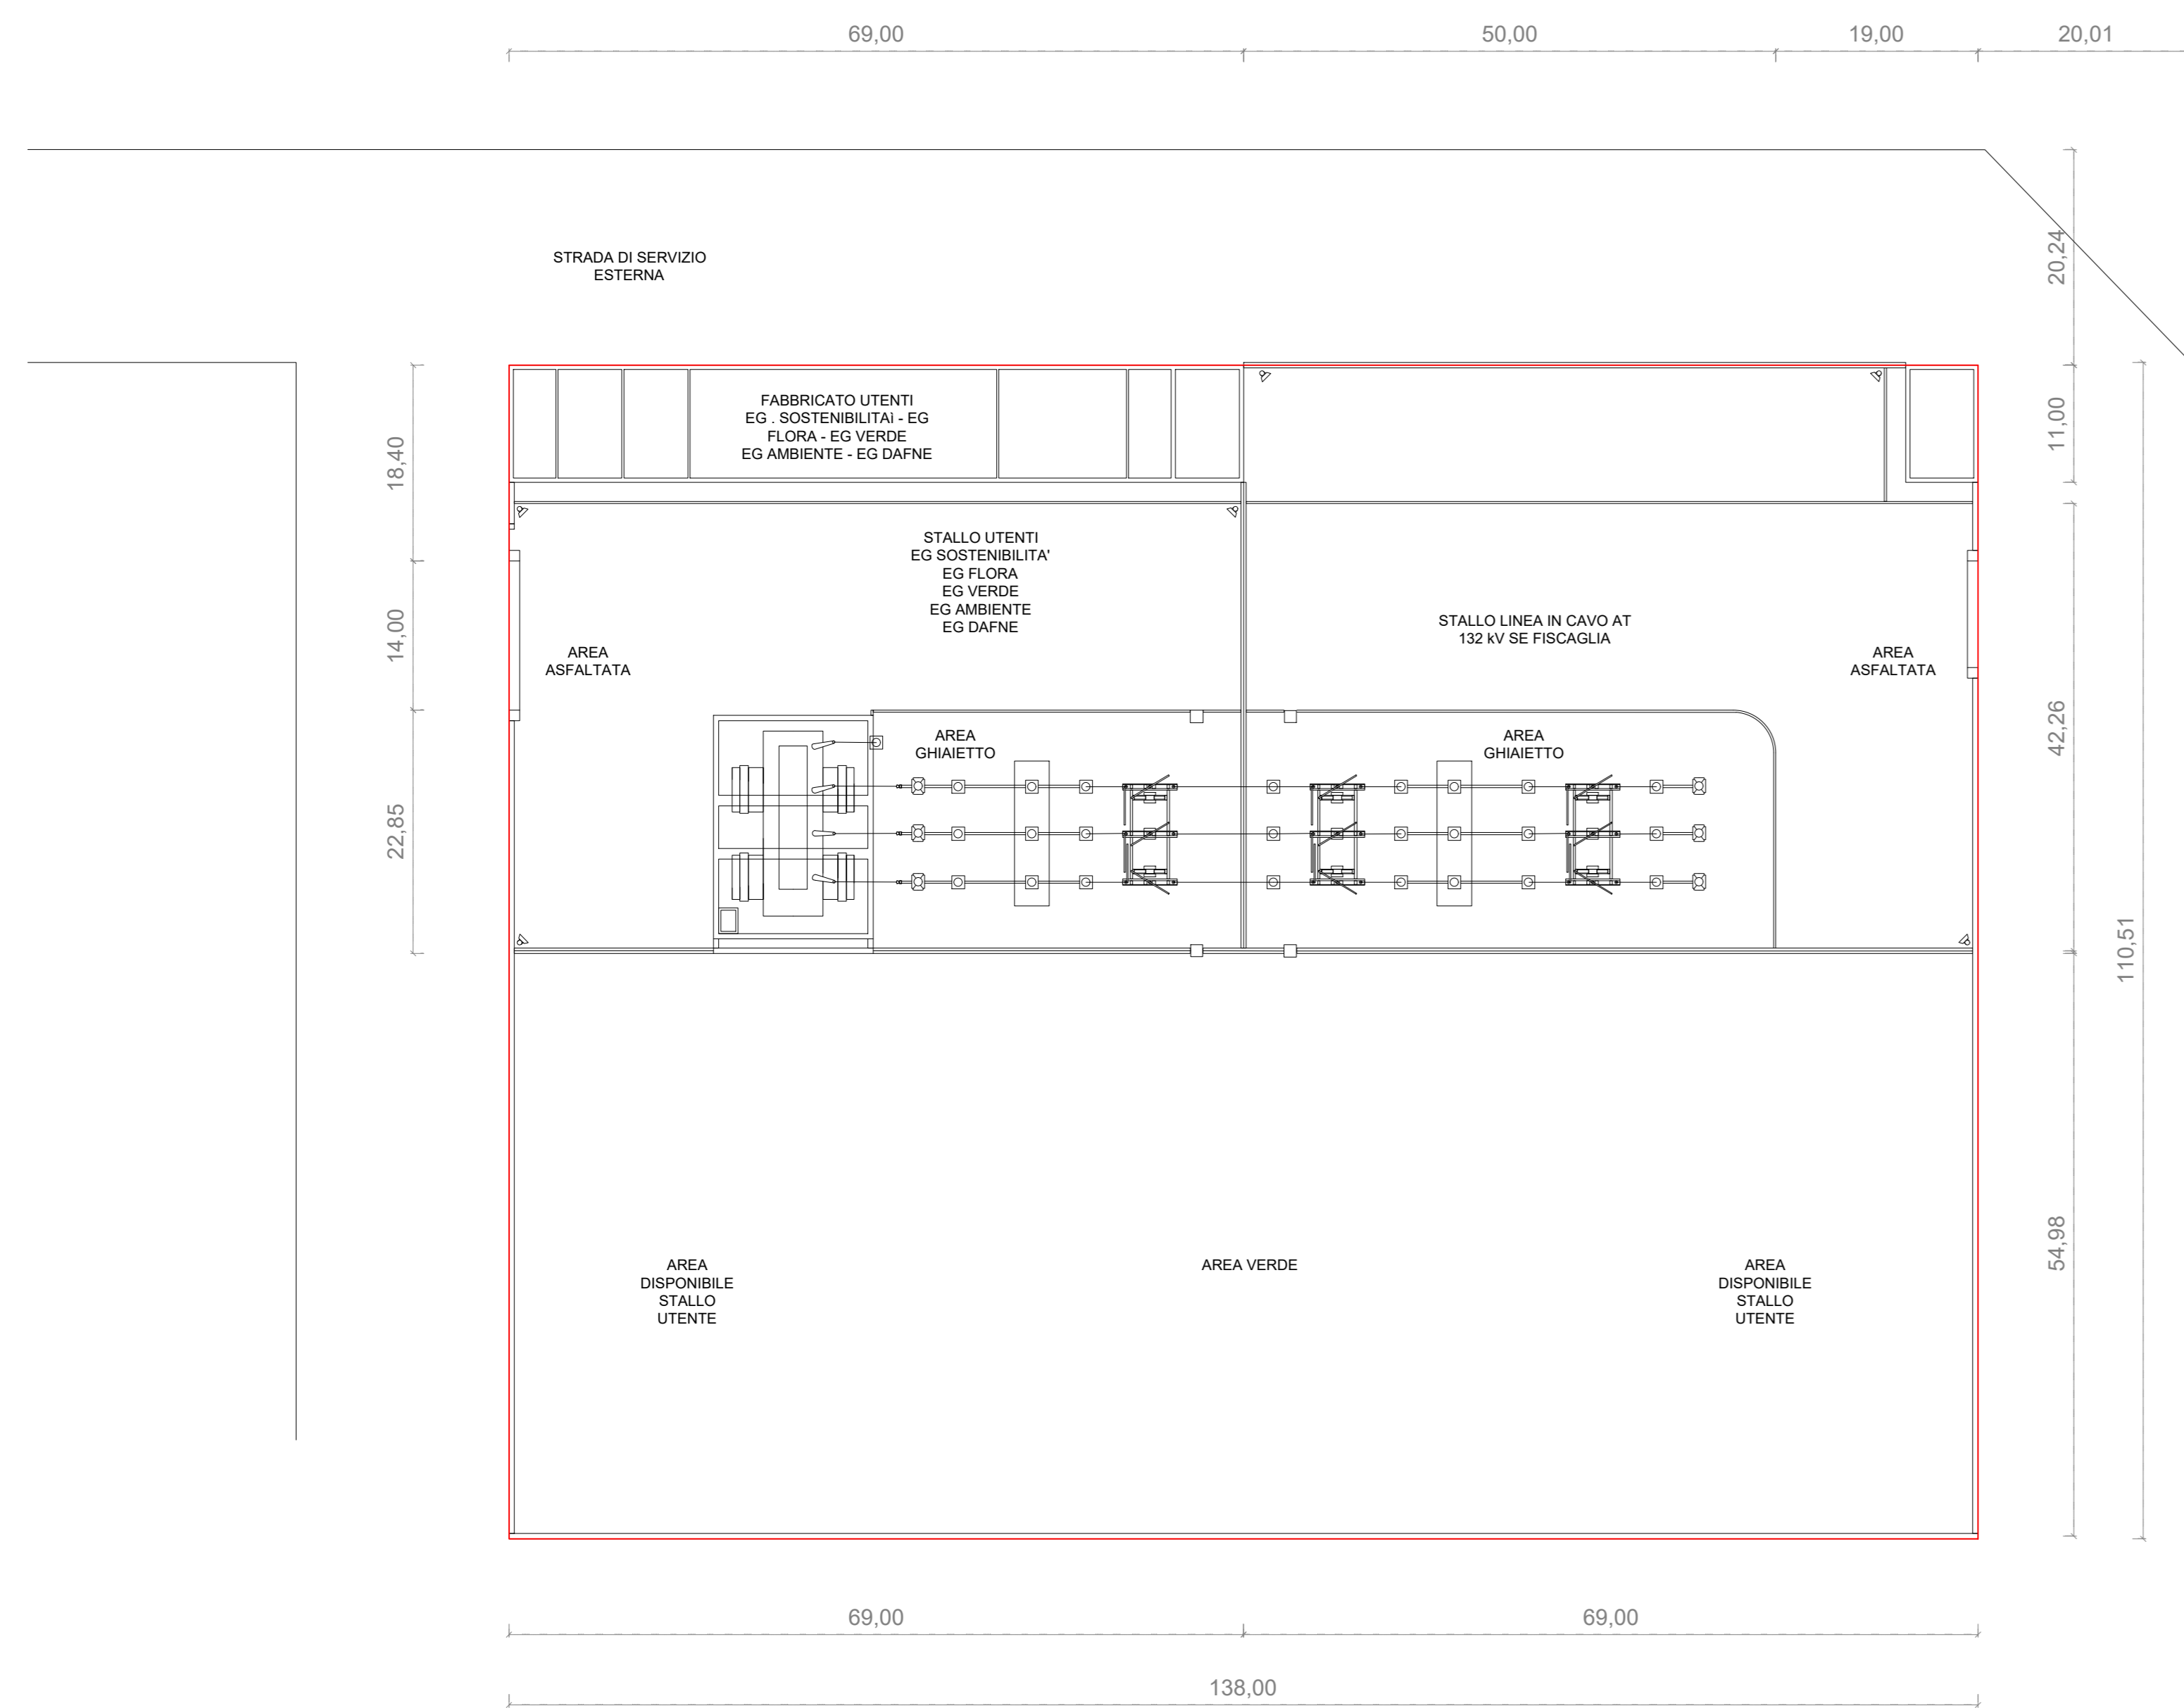 69,00
50,00
19,00
20,01
STRADA DI SERVIZIO
ESTERNA
20,24
FABBRICATO UTENTI
EG . SOSTENIBILITAì - EG
FLORA - EG VERDE
EG AMBIENTE - EG DAFNE
11,00
18,40
STALLO UTENTI
EG SOSTENIBILITA'
EG FLORA
EG VERDE
EG AMBIENTE
EG DAFNE
STALLO LINEA IN CAVO AT
132 kV SE FISCAGLIA
14,00
AREA
ASFALTATA
AREA
ASFALTATA
42,26
AREA
GHIAIETTO
AREA
GHIAIETTO
22,85
110,51
54,98
AREA
DISPONIBILE
STALLO
UTENTE
AREA VERDE
AREA
DISPONIBILE
STALLO
UTENTE
69,00
69,00
138,00